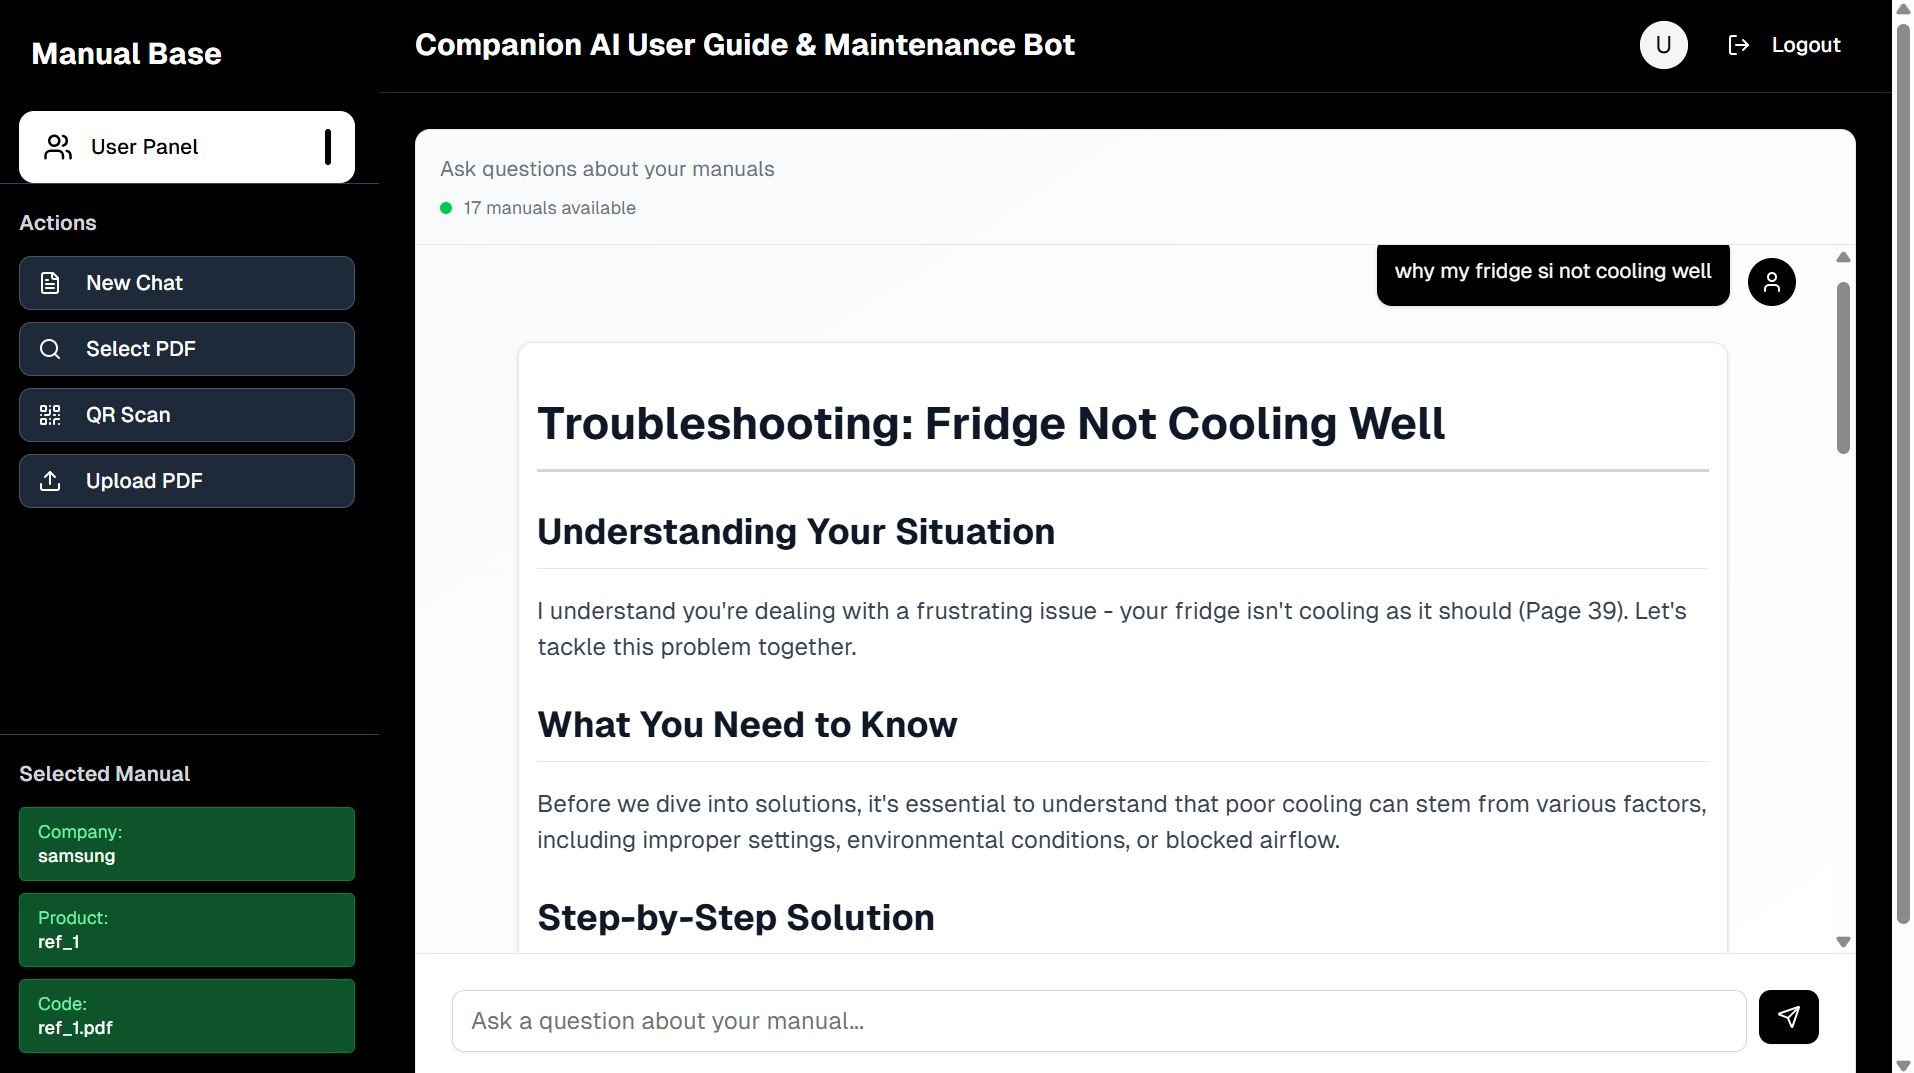 Manual Base
User Panel
Actions
New Chat
Select PDF
QR Scan
Upload PDF
Selected Manual
Company:
samsung
Product:
ref_1
Code:
ref_1.pdf
Companion AI User Guide & Maintenance Bot
U
Logout
Ask questions about your manuals
17 manuals available
why my fridge si not cooling well
Troubleshooting: Fridge Not Cooling Well
Understanding Your Situation
I understand you're dealing with a frustrating issue - your fridge isn't cooling as it should (Page 39). Let's
tackle this problem together.
What You Need to Know
Before we dive into solutions, it's essential to understand that poor cooling can stem from various factors,
including improper settings, environmental conditions, or blocked airflow.
Step-by-Step Solution
Ask a question about your manual...